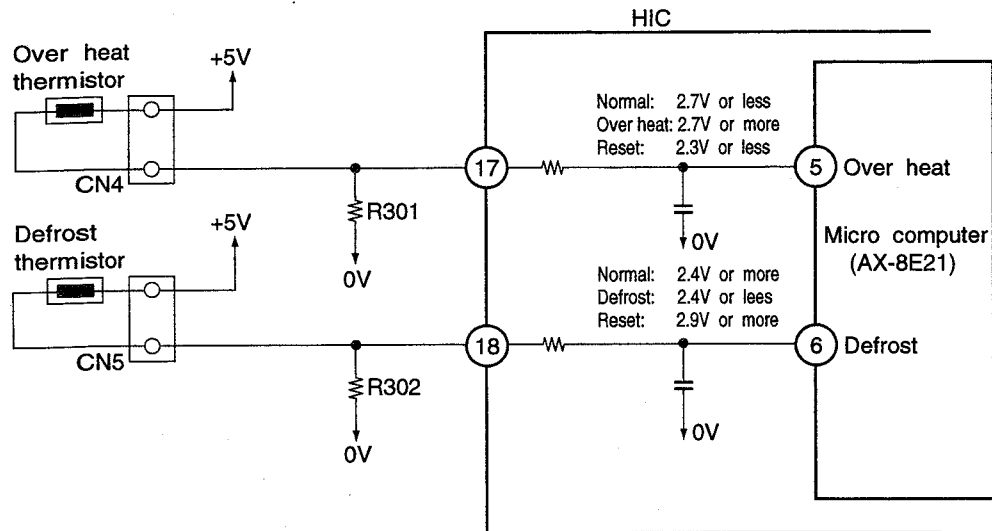 HIC
Over heat
thermistor
+5V
CN4
17
R301
0V
Normal: 2.7V or less
Over heat: 2.7V or more
Reset: 2.3V or less
0V
5
Over heat
Micro computer
(AX-8E21)
Defrost
thermistor
+5V
CN5
18
R302
0V
Normal: 2.4V or more
Defrost: 2.4V or lees
Reset: 2.9V or more
0V
6
Defrost